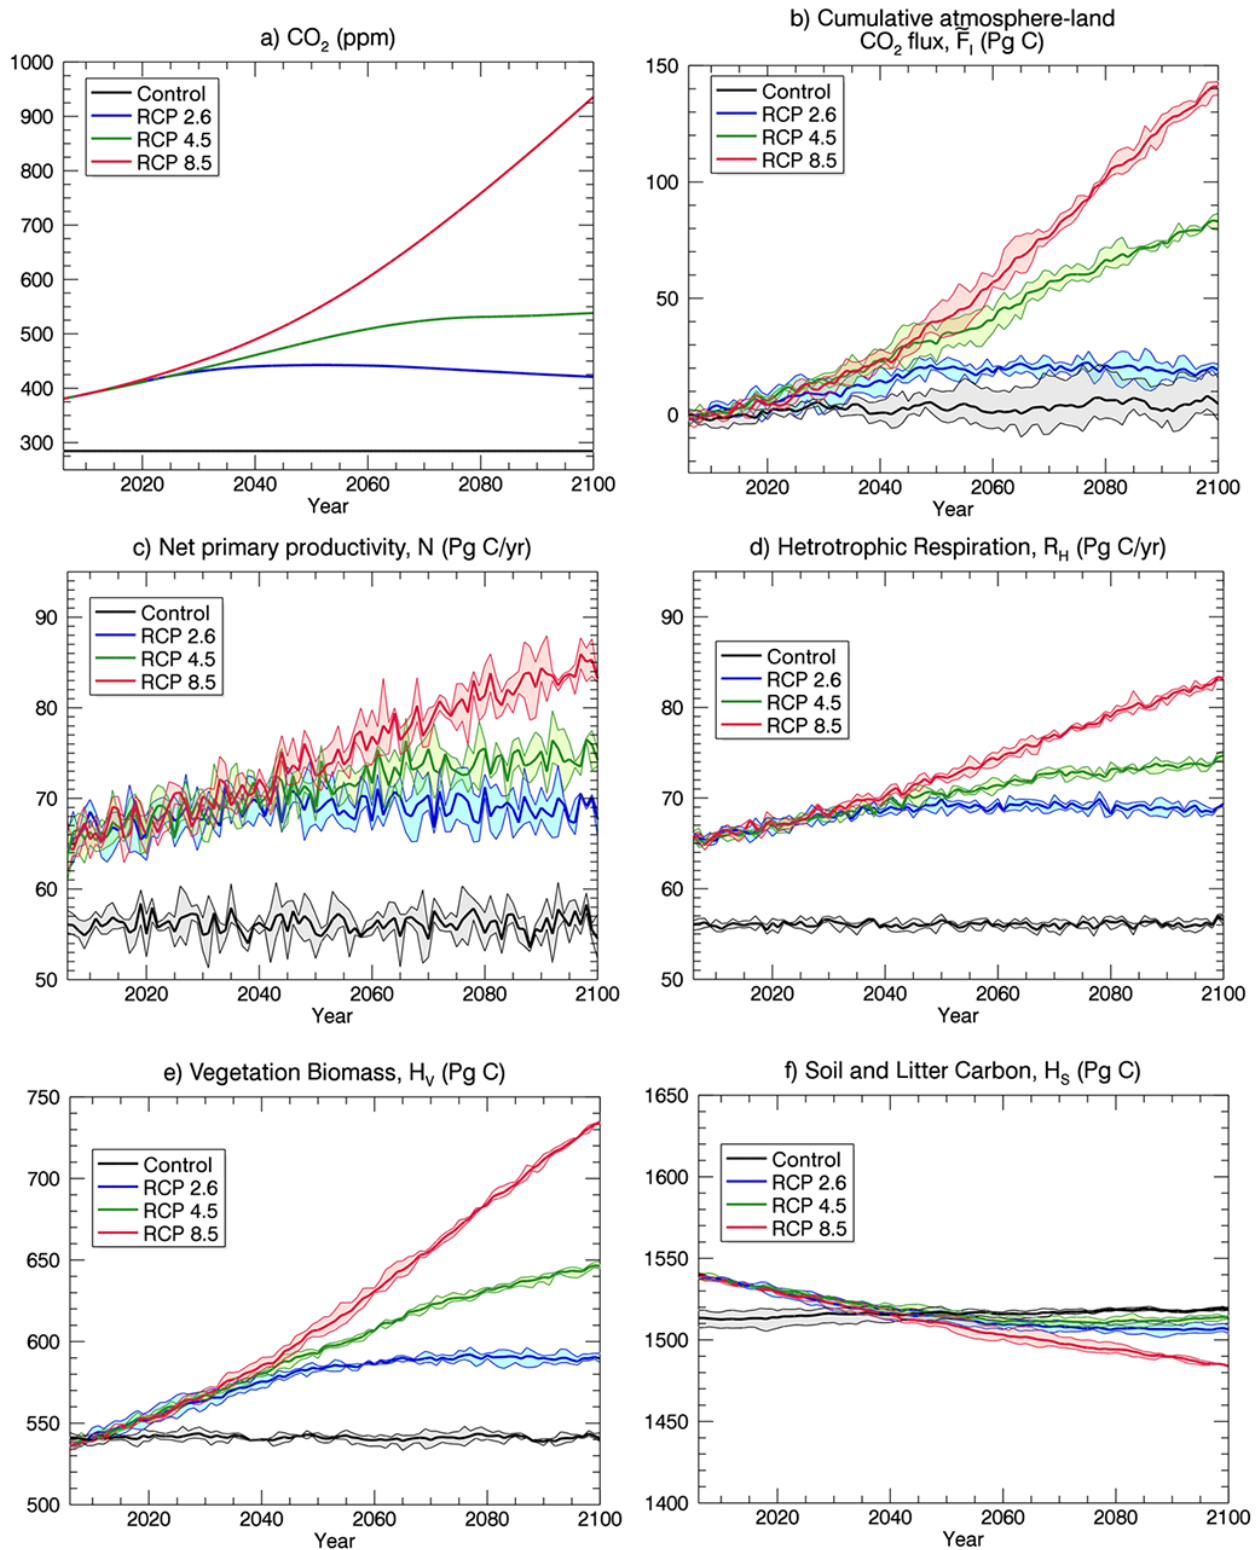 a) CO2 (ppm)
1000
900
800
700
600
500
400
300
Control
RCP 2.6
RCP 4.5
RCP 8.5
2020 2040 2060 2080 2100
Year
b) Cumulative atmosphere-land
CO2 flux, F̃l (Pg C)
150
100
50
0
Control
RCP 2.6
RCP 4.5
RCP 8.5
2020 2040 2060 2080 2100
Year
c) Net primary productivity, N (Pg C/yr)
90
80
70
60
50
Control
RCP 2.6
RCP 4.5
RCP 8.5
2020 2040 2060 2080 2100
Year
d) Hetrotrophic Respiration, RH (Pg C/yr)
90
80
70
60
50
Control
RCP 2.6
RCP 4.5
RCP 8.5
2020 2040 2060 2080 2100
Year
e) Vegetation Biomass, HV (Pg C)
750
700
650
600
550
500
Control
RCP 2.6
RCP 4.5
RCP 8.5
2020 2040 2060 2080 2100
Year
f) Soil and Litter Carbon, HS (Pg C)
1650
1600
1550
1500
1450
1400
Control
RCP 2.6
RCP 4.5
RCP 8.5
2020 2040 2060 2080 2100
Year